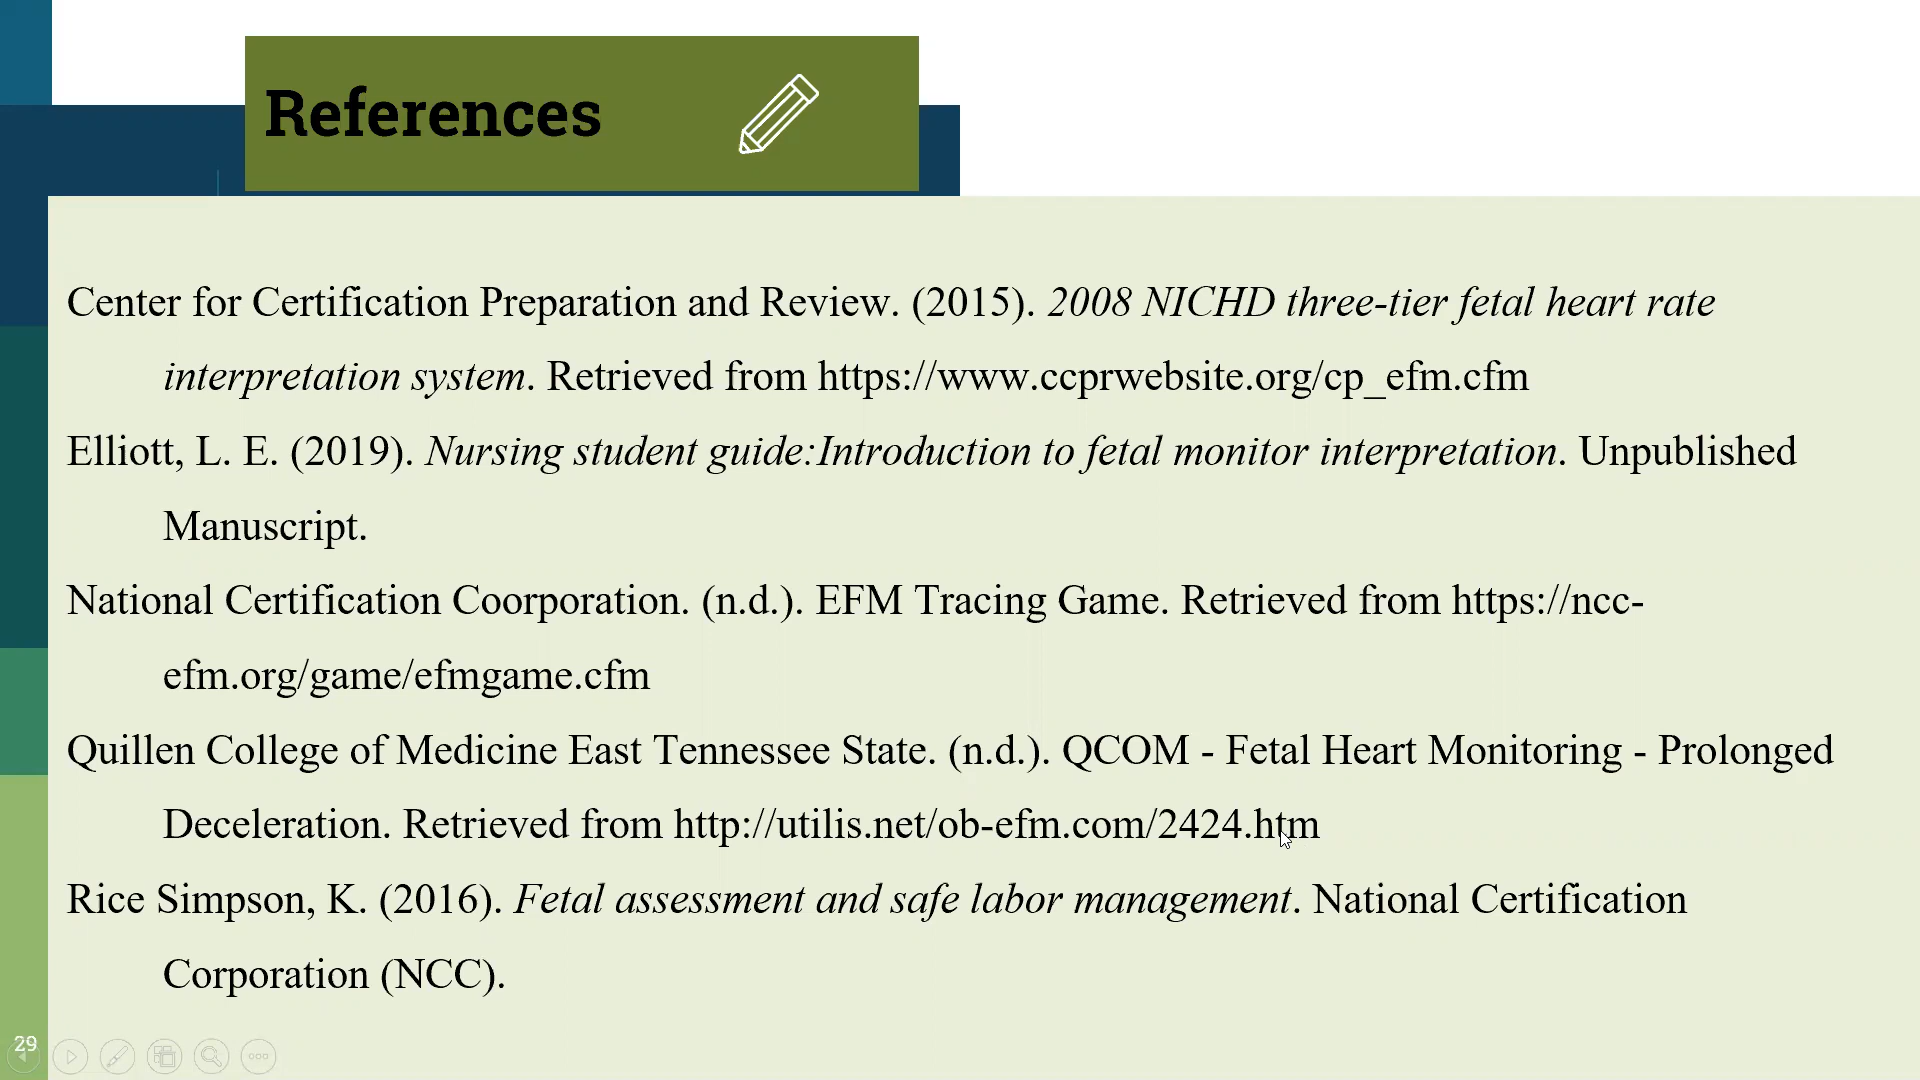 References
Center for Certification Preparation and Review. (2015). 2008 NICHD three-tier fetal heart rate
interpretation system. Retrieved from https://www.ccprwebsite.org/cp_efm.cfm
Elliott, L. E. (2019). Nursing student guide:Introduction to fetal monitor interpretation. Unpublished
Manuscript.
National Certification Coorporation. (n.d.). EFM Tracing Game. Retrieved from https://ncc-
efm.org/game/efmgame.cfm
Quillen College of Medicine East Tennessee State. (n.d.). QCOM - Fetal Heart Monitoring - Prolonged
Deceleration. Retrieved from http://utilis.net/ob-efm.com/2424.htm
Rice Simpson, K. (2016). Fetal assessment and safe labor management. National Certification
Corporation (NCC).
29